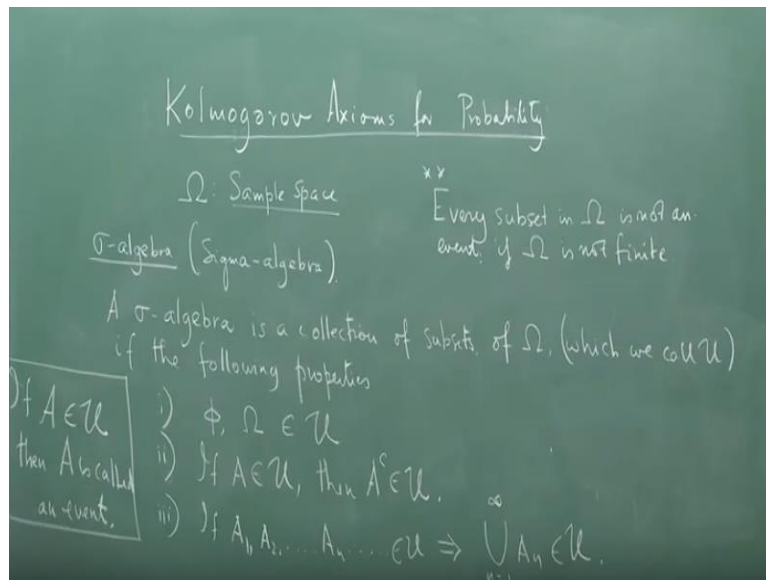 Kolmogorov Axioms for Probability
Ω: Sample space
**
Every subset in Ω is not an
event, if Ω is not finite
σ-algebra (Sigma-algebra).
A σ-algebra is a collection of subsets of Ω, (which we call 𝒰)
if the following properties
i) ϕ, Ω ∈ 𝒰
ii) If A ∈ 𝒰, then Aᶜ ∈ 𝒰.
iii) If A₁, A₂, .... Aₙ .... ∈ 𝒰 ⇒ ⋃ₙ₌₁^∞ Aₙ ∈ 𝒰.
If A ∈ 𝒰
then A is called
an event.